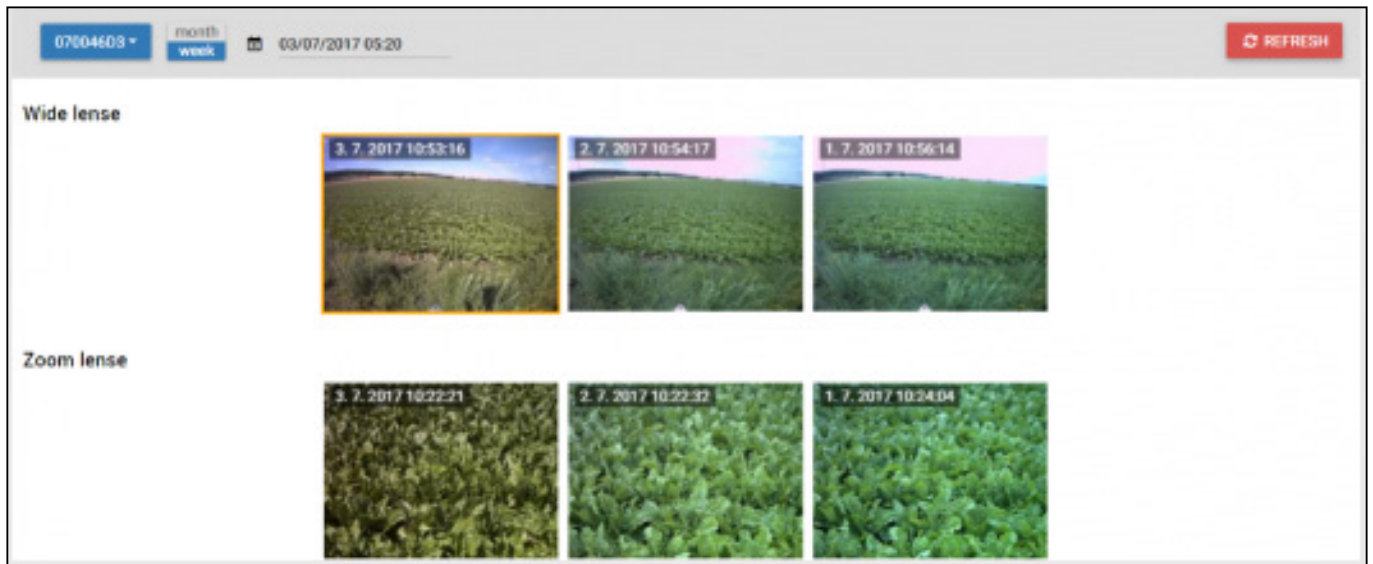 070046D3
month
week
03/07/2017 05:20
REFRESH
Wide lense
3. 7. 2017 10:53:16
2. 7. 2017 10:54:17
1. 7. 2017 10:56:14
Zoom lense
3. 7. 2017 10:22:21
2. 7. 2017 10:22:32
1. 7. 2017 10:24:04